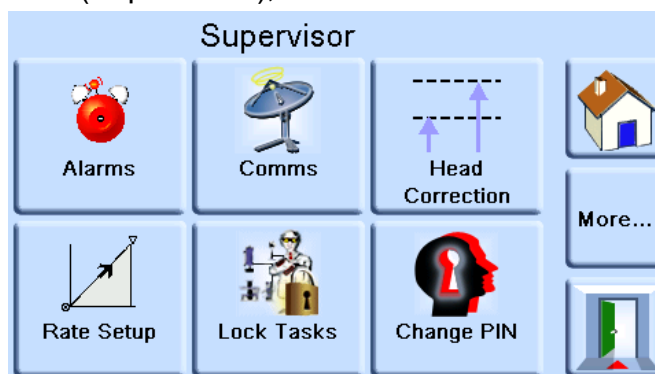 Supervisor
Alarms
Comms
Head
Correction
More...
Rate Setup
Lock Tasks
Change PIN